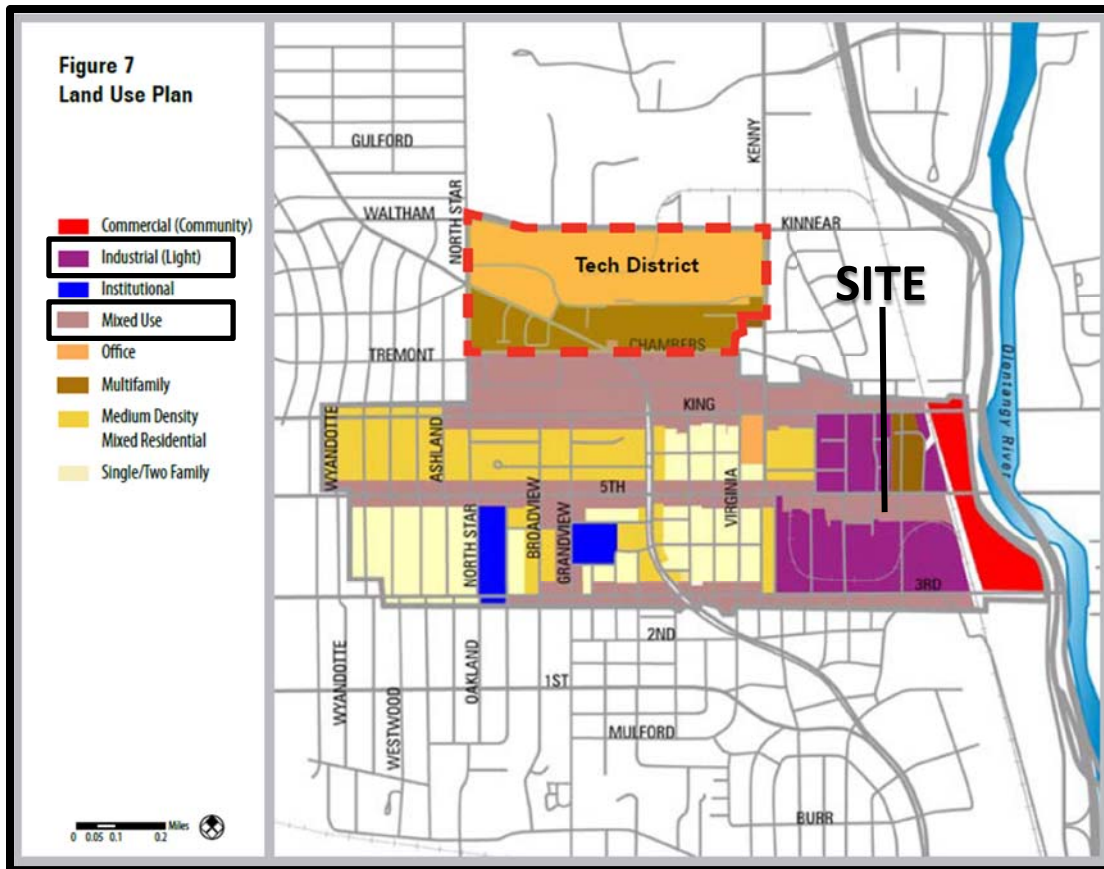 Figure 7
Land Use Plan
Commercial (Community)
Industrial (Light)
Institutional
Mixed Use
Office
Multifamily
Medium Density
Mixed Residential
Single/Two Family
0 0.05 0.1 0.2 Miles
GULFORD
KENNY
NORTH STAR
WALTHAM
KINNEAR
Tech District
SITE
CHAMBERS
TREMONT
Olentangy River
KING
WYANDOTTE
ASHLAND
5TH
VIRGINIA
NORTH STAR
BROADVIEW
GRANDVIEW
3RD
2ND
WYANDOTTE
WESTWOOD
OAKLAND
1ST
MULFORD
BURR